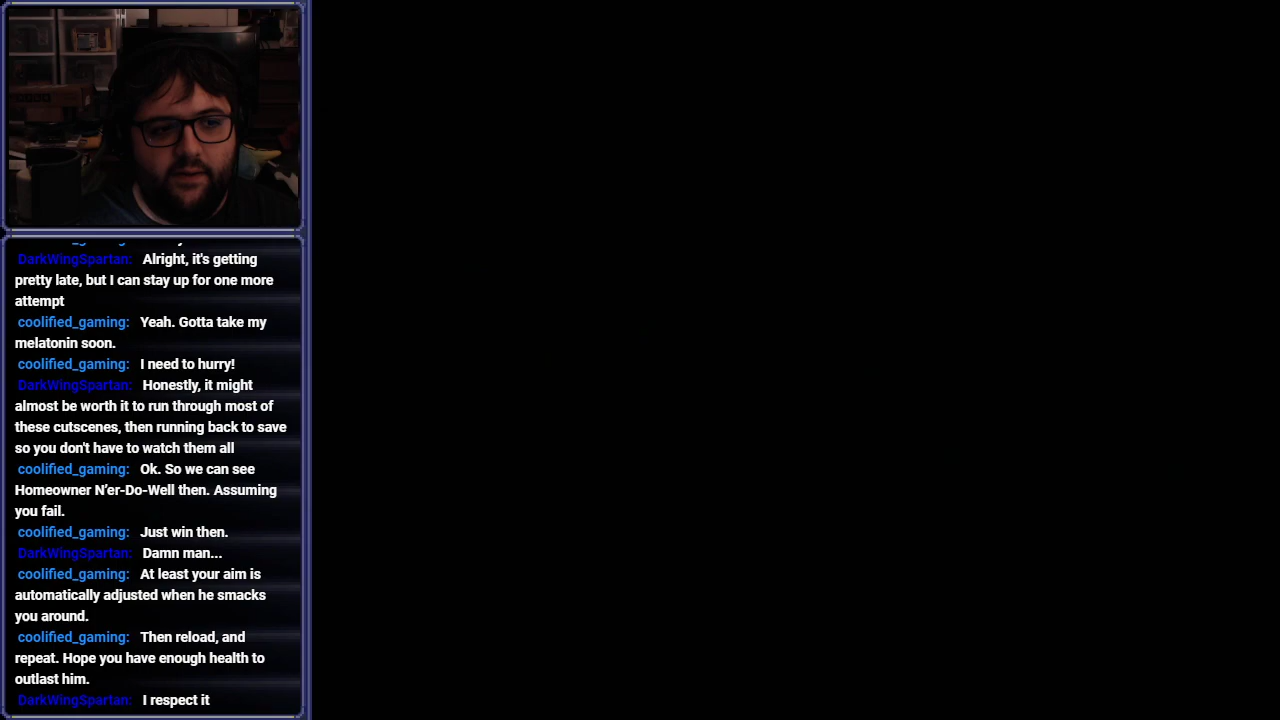 DarkWingSpartan: Alright, it's getting
pretty late, but I can stay up for one more
attempt
coolified_gaming: Yeah. Gotta take my
melatonin soon.
coolified_gaming: I need to hurry!
DarkWingSpartan: Honestly, it might
almost be worth it to run through most of
these cutscenes, then running back to save
so you don't have to watch them all
coolified_gaming: Ok. So we can see
Homeowner N'er-Do-Well then. Assuming
you fail.
coolified_gaming: Just win then.
DarkWingSpartan: Damn man...
coolified_gaming: At least your aim is
automatically adjusted when he smacks
you around.
coolified_gaming: Then reload, and
repeat. Hope you have enough health to
outlast him.
DarkWingSpartan: I respect it